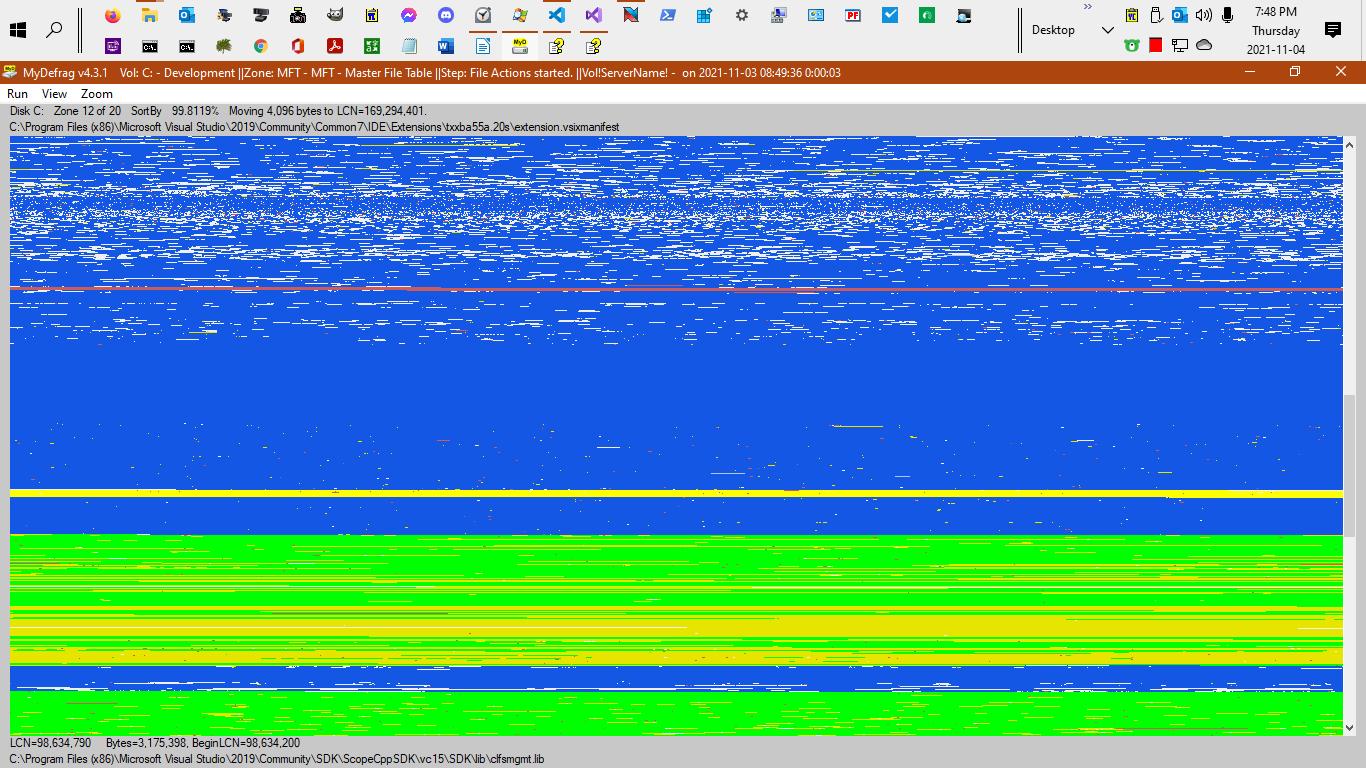 7:48 PM
Desktop
Thursday
2021-11-04
MyDefrag v4.3.1 Vol: C: - Development ||Zone: MFT - MFT - Master File Table ||Step: File Actions started. ||Vol!ServerName! - on 2021-11-03 08:49:36 0:00:03
Run View Zoom
Disk C: Zone 12 of 20 SortBy 99.8119% Moving 4,096 bytes to LCN=169,294,401.
C:\Program Files (x86)\Microsoft Visual Studio\2019\Community\Common7\IDE\Extensions\txxba55a.20s\extension.vsixmanifest
LCN=98,634,790 Bytes=3,175,398, BeginLCN=98,634,200
C:\Program Files (x86)\Microsoft Visual Studio\2019\Community\SDK\ScopeCppSDK\vc15\SDK\lib\clfsmgmt.lib